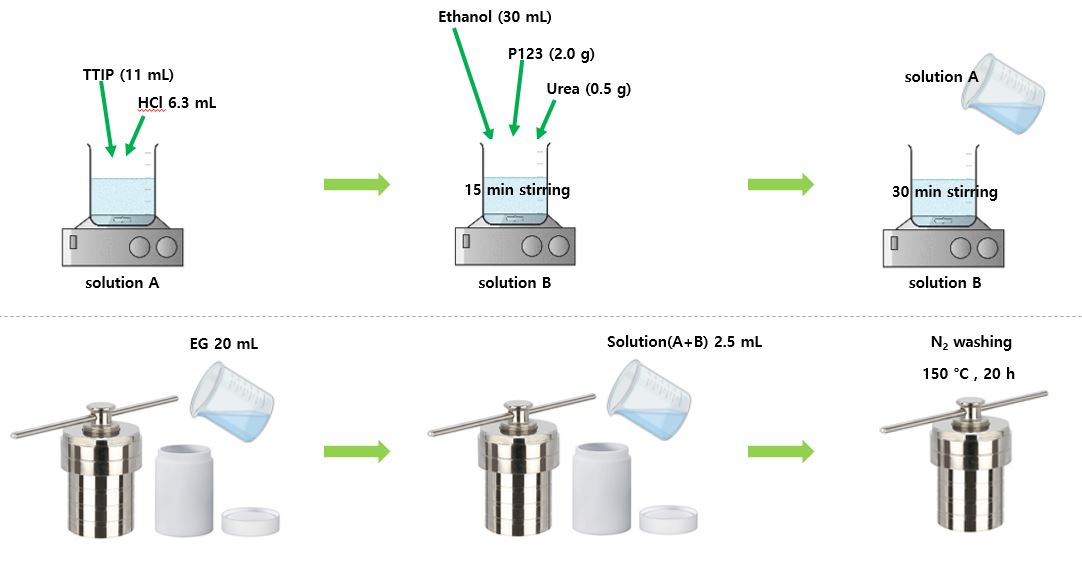 Ethanol (30 mL)
P123 (2.0 g)
Urea (0.5 g)
TTIP (11 mL)
HCl 6.3 mL
solution A
15 min stirring
30 min stirring
solution A
solution B
solution B
EG 20 mL
Solution(A+B) 2.5 mL
N₂ washing
150 ℃ , 20 h